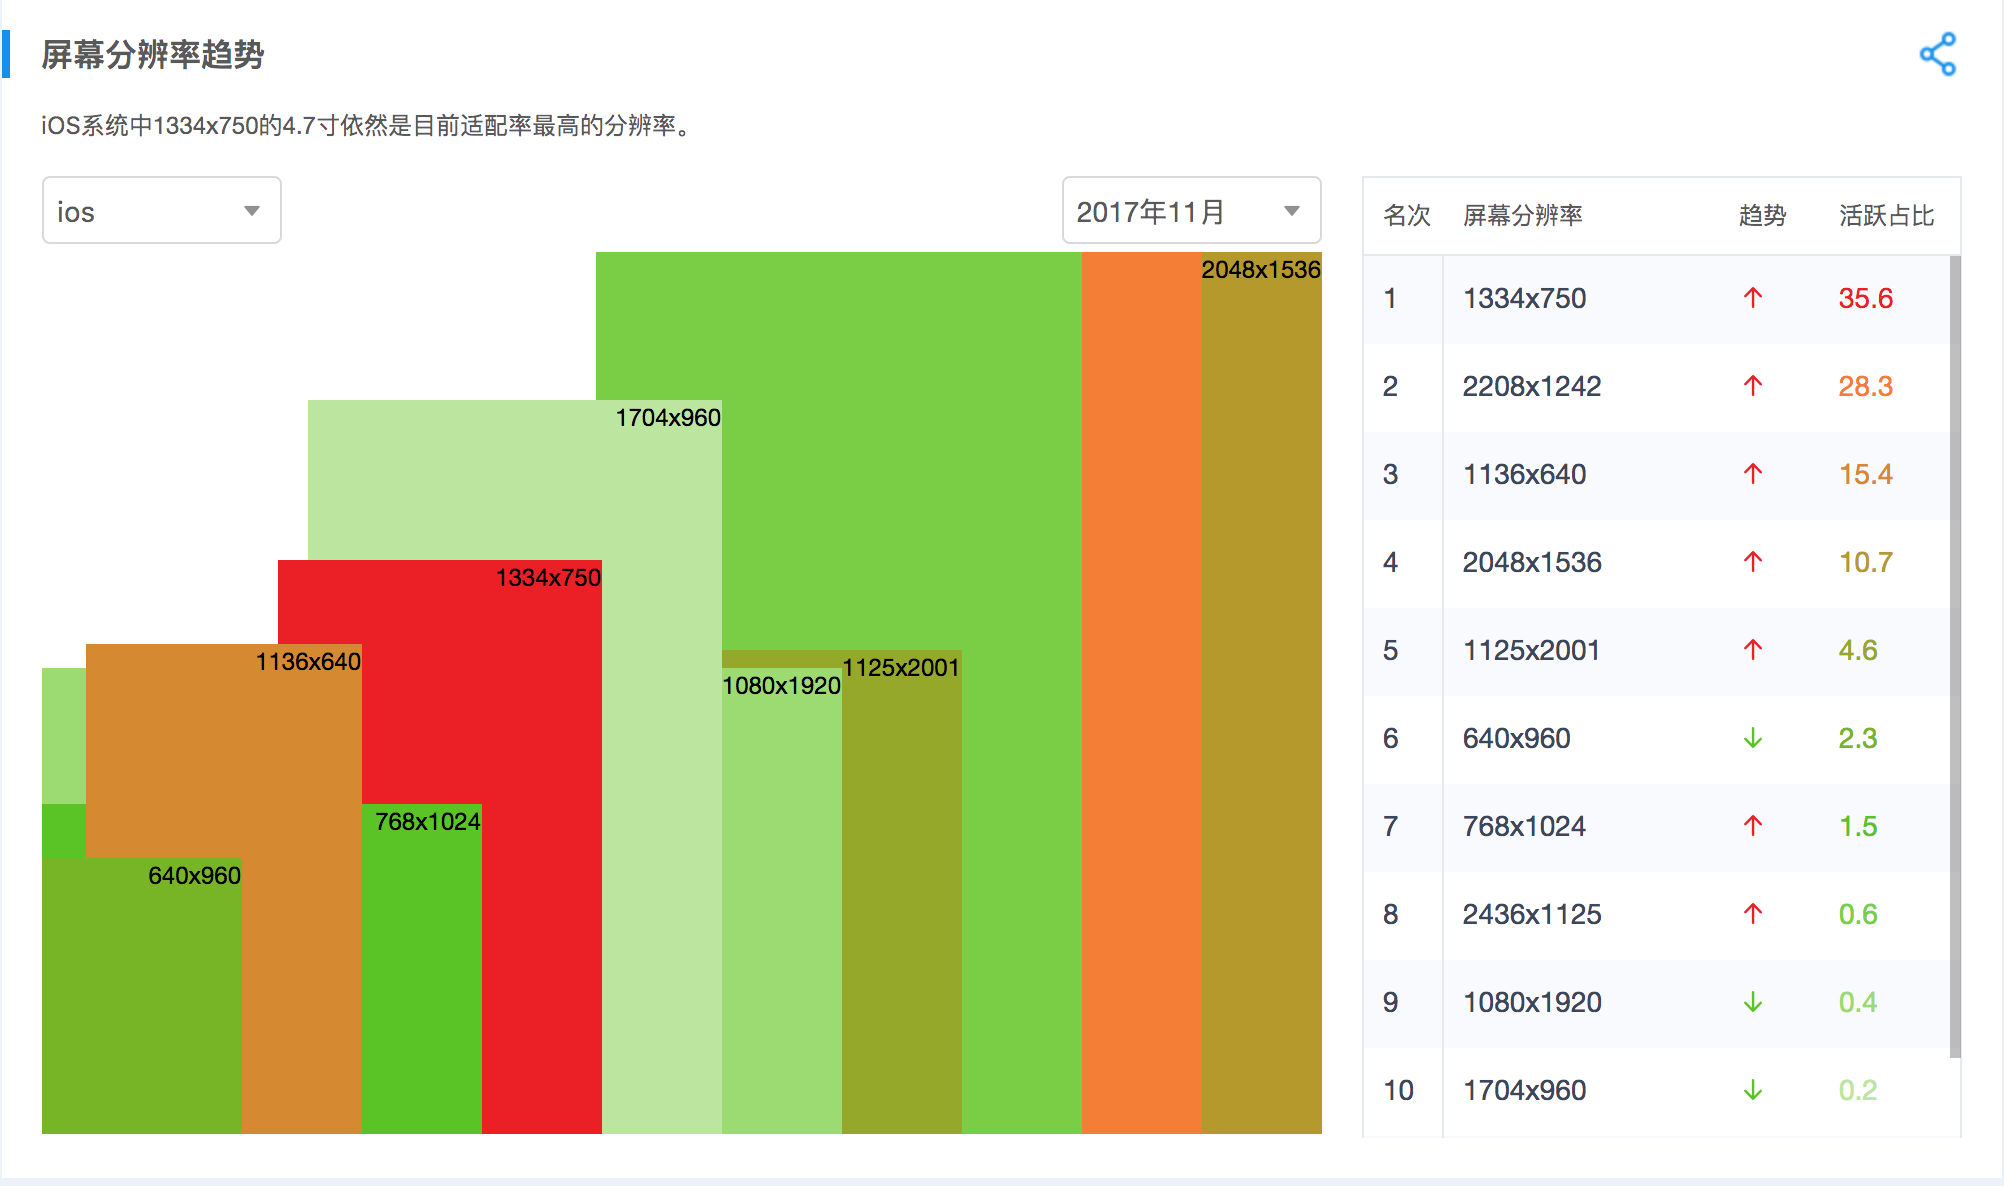 屏幕分辨率趋势
iOS系统中1334x750的4.7寸依然是目前适配率最高的分辨率。
ios
2017年11月
2048x1536
1704x960
1334x750
1136x640
1125x2001
1080x1920
768x1024
640x960
名次 屏幕分辨率 趋势 活跃占比
1 1334x750 ↑ 35.6
2 2208x1242 ↑ 28.3
3 1136x640 ↑ 15.4
4 2048x1536 ↑ 10.7
5 1125x2001 ↑ 4.6
6 640x960 ↓ 2.3
7 768x1024 ↑ 1.5
8 2436x1125 ↑ 0.6
9 1080x1920 ↓ 0.4
10 1704x960 ↓ 0.2